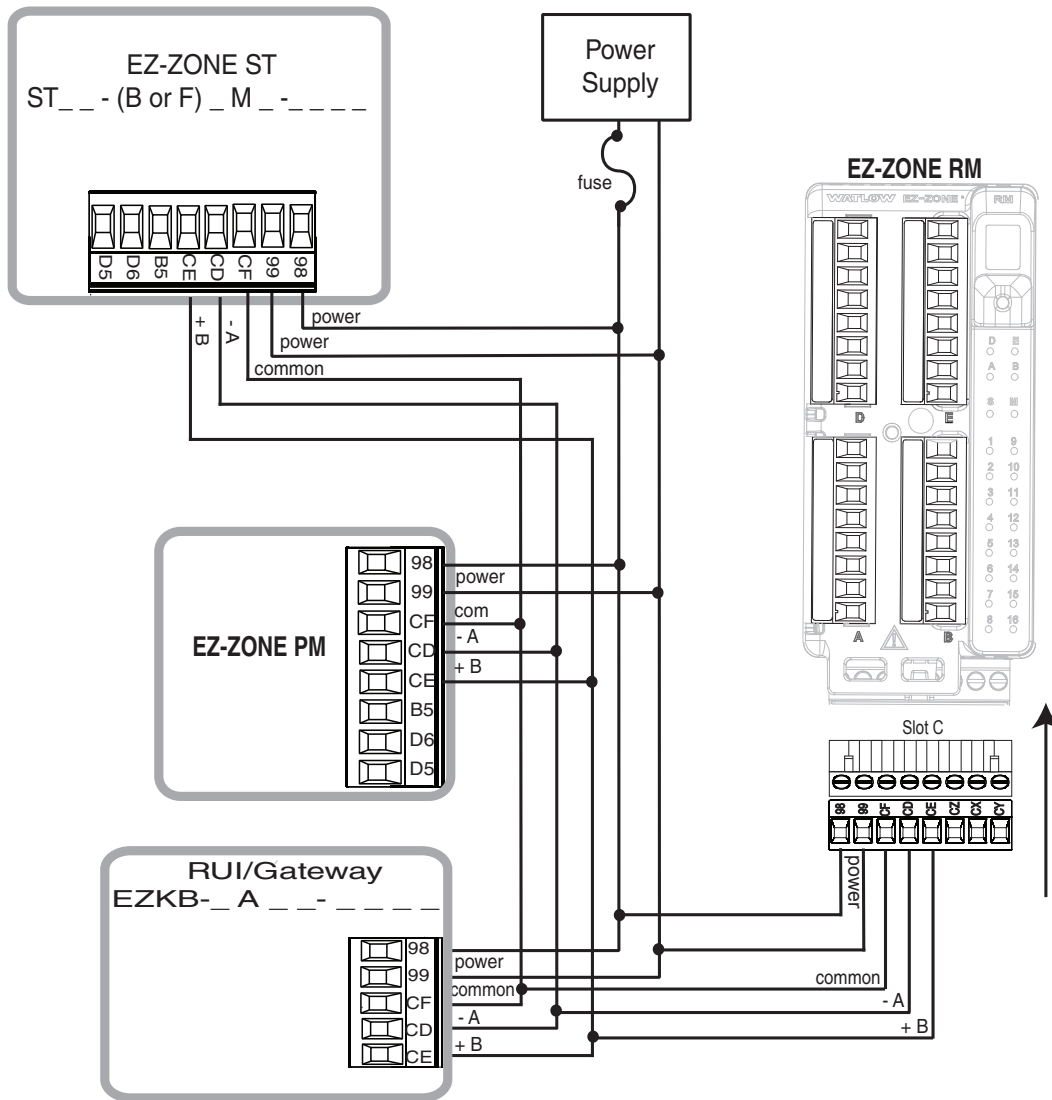 EZ-ZONE ST
ST_ _ - (B or F) _ M _ -_ _ _ _
D5
D6
B5
CE
CD
CF
99
98
+ B
- A
power
power
common
Power
Supply
fuse
EZ-ZONE RM
WATLOW EZ-ZONE® RM
D E
A B
S M
1 9
2 10
3 11
4 12
5 13
6 14
7 15
8 16
D
E
A
B
EZ-ZONE PM
98
99
CF
CD
CE
B5
D6
D5
power
com
- A
+ B
Slot C
98
99
CF
CD
CE
CZ
CX
CY
power
common
- A
+ B
RUI/Gateway
EZKB-_ A _ _- _ _ _ _
98
99
CF
CD
CE
power
common
- A
+ B